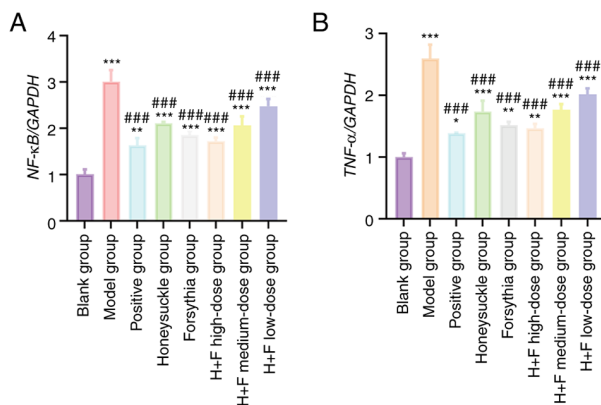 A
NF-κB/GAPDH
4
3
2
1
0
***
###
**
###
***
###
***
###
***
###
***
###
***
Blank group
Model group
Positive group
Honeysuckle group
Forsythia group
H+F high-dose group
H+F medium-dose group
H+F low-dose group
B
TNF-α/GAPDH
3
2
1
0
***
###
*
###
***
###
**
###
**
###
***
###
***
Blank group
Model group
Positive group
Honeysuckle group
Forsythia group
H+F high-dose group
H+F medium-dose group
H+F low-dose group